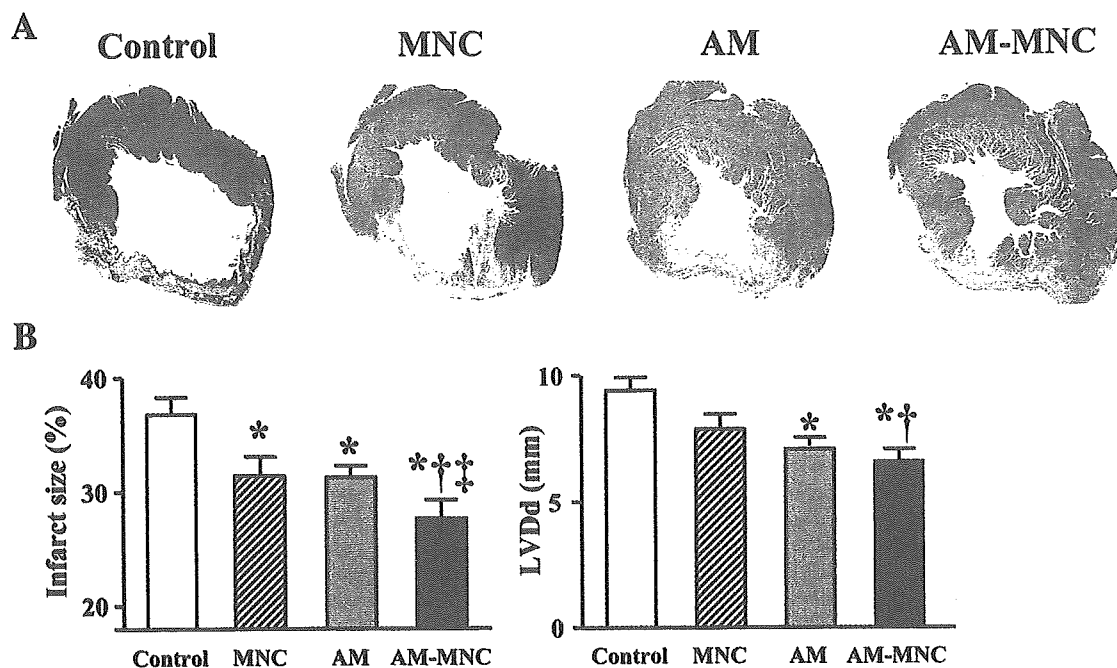 A
Control MNC AM AM-MNC
B
Infarct size (%)
40
30
20
* * *†‡
Control MNC AM AM-MNC
LVDd (mm)
10
5
0
* *†
Control MNC AM AM-MNC